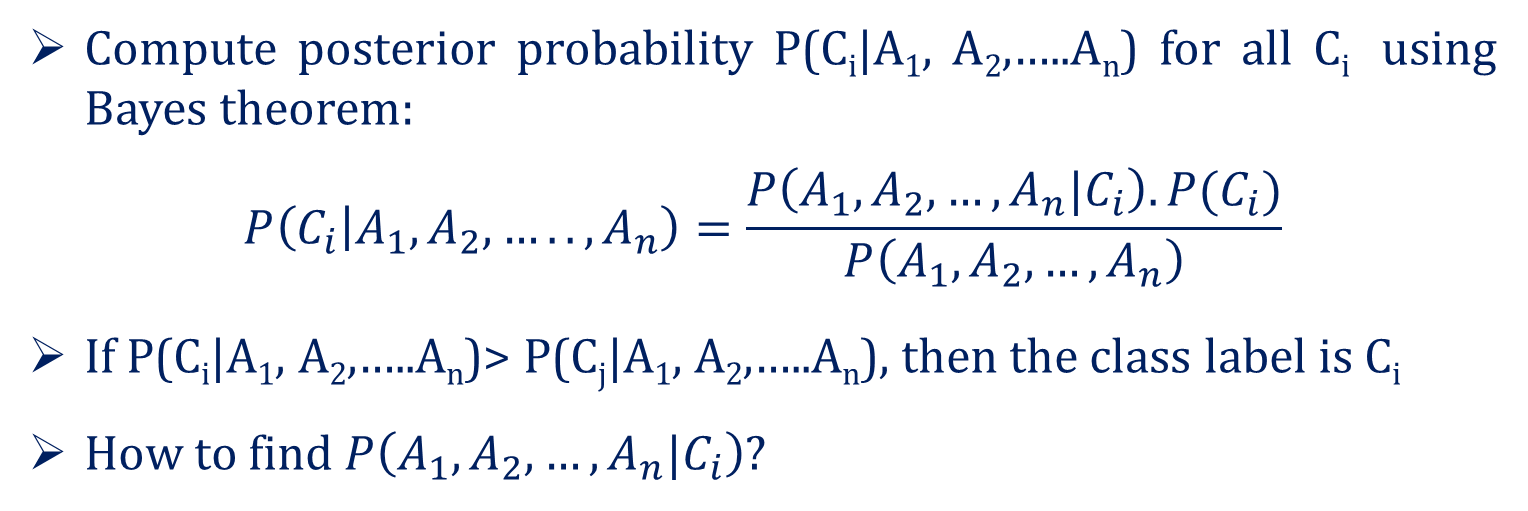 ➢ Compute posterior probability P(Cᵢ|A₁, A₂,.....Aₙ) for all Cᵢ using
Bayes theorem:
P(Cᵢ|A₁, A₂, … . . , Aₙ) = P(A₁, A₂, … , Aₙ|Cᵢ). P(Cᵢ) / P(A₁, A₂, … , Aₙ)
➢ If P(Cᵢ|A₁, A₂,.....Aₙ)> P(Cⱼ|A₁, A₂,.....Aₙ), then the class label is Cᵢ
➢ How to find P(A₁, A₂, … , Aₙ|Cᵢ)?